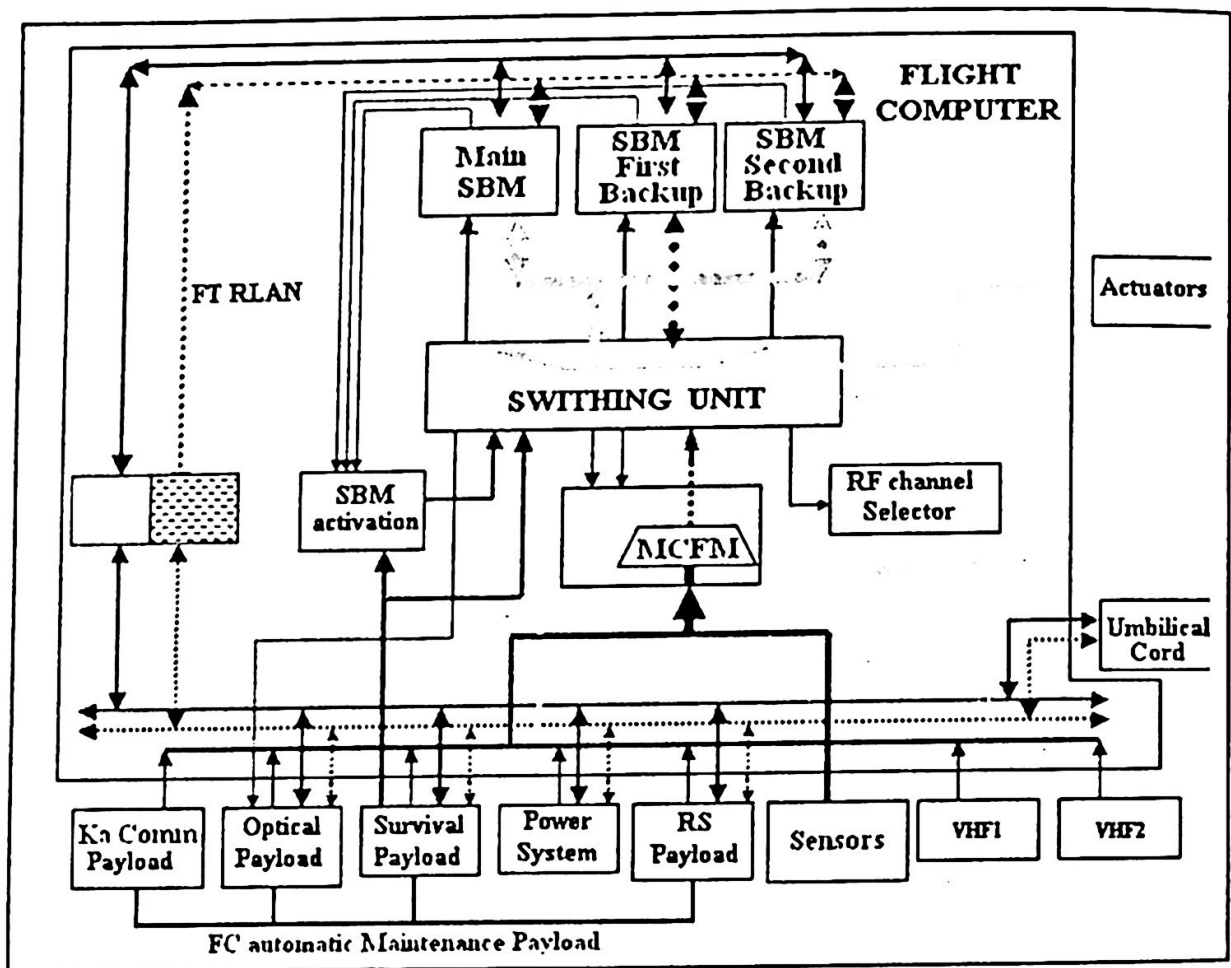 FLIGHT
COMPUTER
Main
SBM
SBM
First
Backup
SBM
Second
Backup
FT RLAN
Actuators
SWITHING UNIT
SBM
activation
MCFM
RF channel
Selector
Umbilical
Cord
Ka Comm
Payload
Optical
Payload
Survival
Payload
Power
System
RS
Payload
Sensors
VHF1
VHF2
FC automatic Maintenance Payload